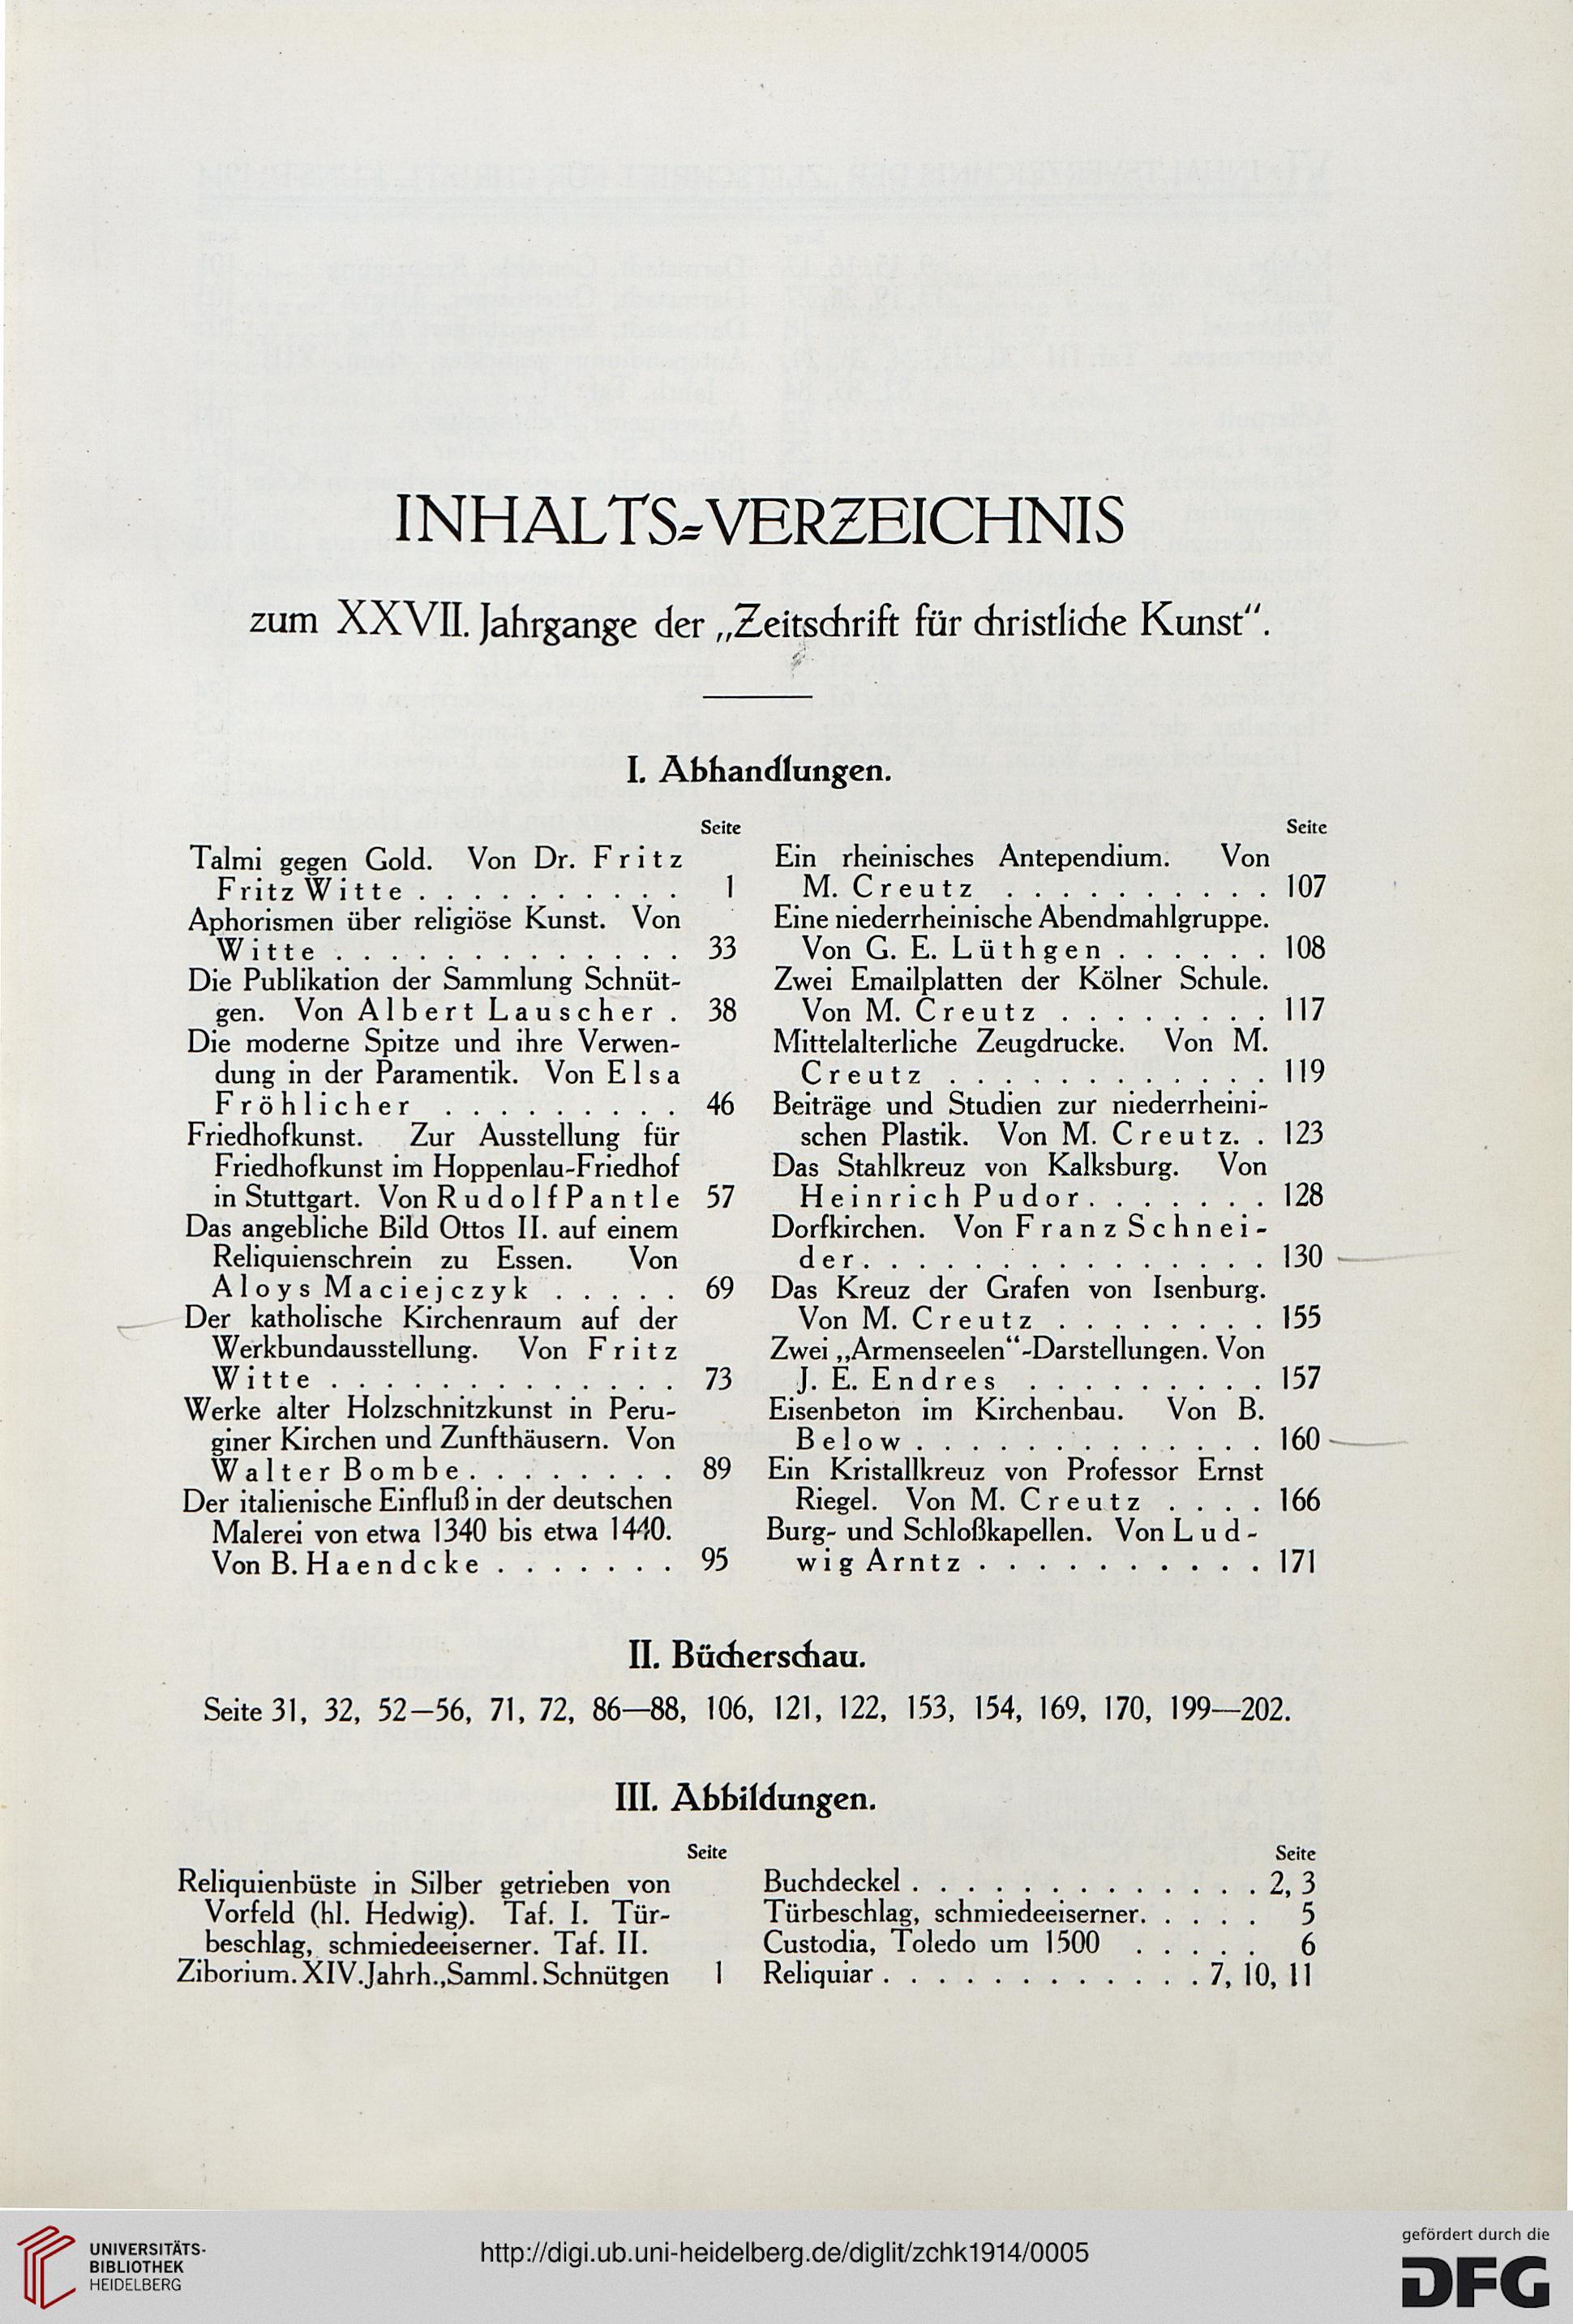 INHALTS-VERZEICHNIS
zum XXVII. Jahrgange der „Zeitschrift für christliche Kunst“.
I. Abhandlungen.
Seite
Talmi gegen Gold. Von Dr. Fritz
Fritz Witte . . . . . . . . . . 1
Aphorismen über religiöse Kunst. Von
Witte . . . . . . . . . . . . . 33
Die Publikation der Sammlung Schnüt-
gen. Von Albert Lauscher . 38
Die moderne Spitze und ihre Verwen-
dung in der Paramentik. Von Elsa
Fröhlicher . . . . . . . . . 46
Friedhofkunst. Zur Ausstellung für
Friedhofkunst im Hoppenlau-Friedhof
in Stuttgart. Von Rudolf Pantle 57
Das angebliche Bild Ottos II. auf einem
Reliquienschrein zu Essen. Von
Aloys Maciejczyk . . . . . 69
Der katholische Kirchenraum auf der
Werkbundausstellung. Von Fritz
Witte . . . . . . . . . . . . . 73
Werke alter Holzschnitzkunst in Peru-
giner Kirchen und Zunfthäusern. Von
Walter Bombe. . . . . . . . 89
Der italienische Einfluß in der deutschen
Malerei von etwa 1340 bis etwa 1440.
Von B. Haendcke . . . . . . . 95
Seite
Ein rheinisches Antependium. Von
M. Creutz . . . . . . . . . . 107
Eine niederrheinische Abendmahlgruppe.
Von G. E. Lüthgen . . . . . . 108
Zwei Emailplatten der Kölner Schule.
Von M. Creutz . . . . . . . . 117
Mittelalterliche Zeugdrucke. Von M.
Creutz . . . . . . . . . . . . 119
Beiträge und Studien zur niederrheini-
schen Plastik. Von M. Creutz. . 123
Das Stahlkreuz von Kalksburg. Von
Heinrich Pudor. . . . . . . 128
Dorfkirchen. Von Franz Schnei-
der. . . . . . . . . . . . . . . 130
Das Kreuz der Grafen von Isenburg.
Von M. Creutz . . . . . . . . 155
Zwei „Armenseelen“-Darstellungen. Von
J. E. Endres . . . . . . . . . 157
Eisenbeton im Kirchenbau. Von B.
Below . . . . . . . . . . . . . 160
Ein Kristallkreuz von Professor Ernst
Riegel. Von M. Creutz . . . . 166
Burg- und Schloßkapellen. Von Lud-
wig Arntz . . . . . . . . . . . 171
II. Bücherschau.
Seite 31, 32, 52—56, 71, 72, 86—88, 106, 121, 122, 153, 154, 169, 170, 199—202.
III. Abbildungen.
Seite
Reliquienbüste in Silber getrieben von
Vorfeld (hl. Hedwig). Taf. I. Tür-
beschlag, schmiedeeiserner. Taf. II.
Ziborium. XIV. Jahrh., Samml. Schnütgen 1
Seite
Buchdeckel . . . . . . . . . . . . . 2, 3
Türbeschlag, schmiedeeiserner. . . . . 5
Custodia, Toledo um 1500 . . . . . 6
Reliquiar . . . . . . . . . . . . 7, 10, 11
UNIVERSITÄTS-
BIBLIOTHEK
HEIDELBERG
http://digi.ub.uni-heidelberg.de/diglit/zchk1914/0005
gefördert durch die
DFG